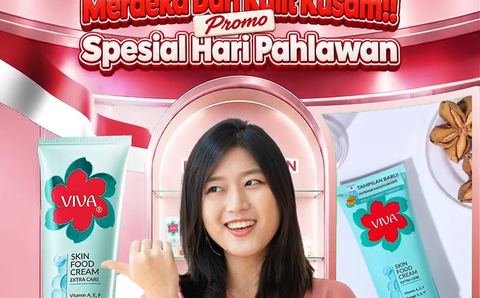 Merdeka Dari Kulit Kusam!!
Promo
Spesial Hari Pahlawan
VIVA®
SKIN
FOOD
CREAM
EXTRA CARE
Vitamin A, E, F
TAMPILAN BARU!
VIVA
SKIN
FOOD
CREAM
EXTRA CARE
Vitamin A, E, F